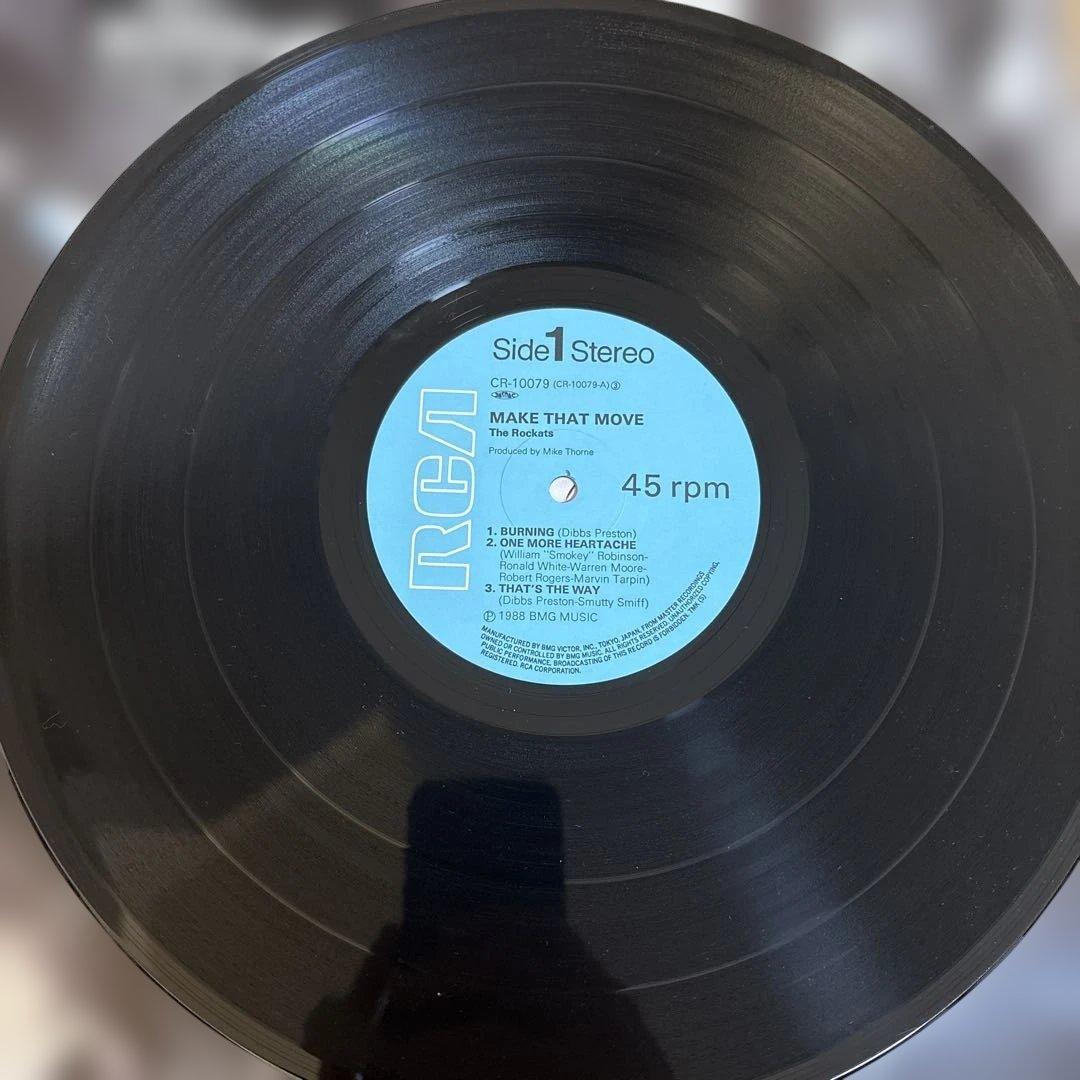 Side 1 Stereo
CR-10079 (CR-10079-A)③
JASRAC
MAKE THAT MOVE
The Rockats
Produced by Mike Thorne
RCA
45 rpm
1. BURNING (Dibbs Preston)
2. ONE MORE HEARTACHE
(William "Smokey" Robinson-
Ronald White-Warren Moore-
Robert Rogers-Marvin Tarpin)
3. THAT'S THE WAY
(Dibbs Preston-Smutty Smiff)
Ⓟ 1988 BMG MUSIC
MANUFACTURED BY BMG VICTOR, INC., TOKYO, JAPAN. FROM MASTER RECORDINGS
OWNED OR CONTROLLED BY BMG MUSIC. ALL RIGHTS RESERVED. UNAUTHORIZED COPYING,
PUBLIC PERFORMANCE, BROADCASTING OF THIS RECORD IS FORBIDDEN. TMK (S)
REGISTERED. RCA CORPORATION.